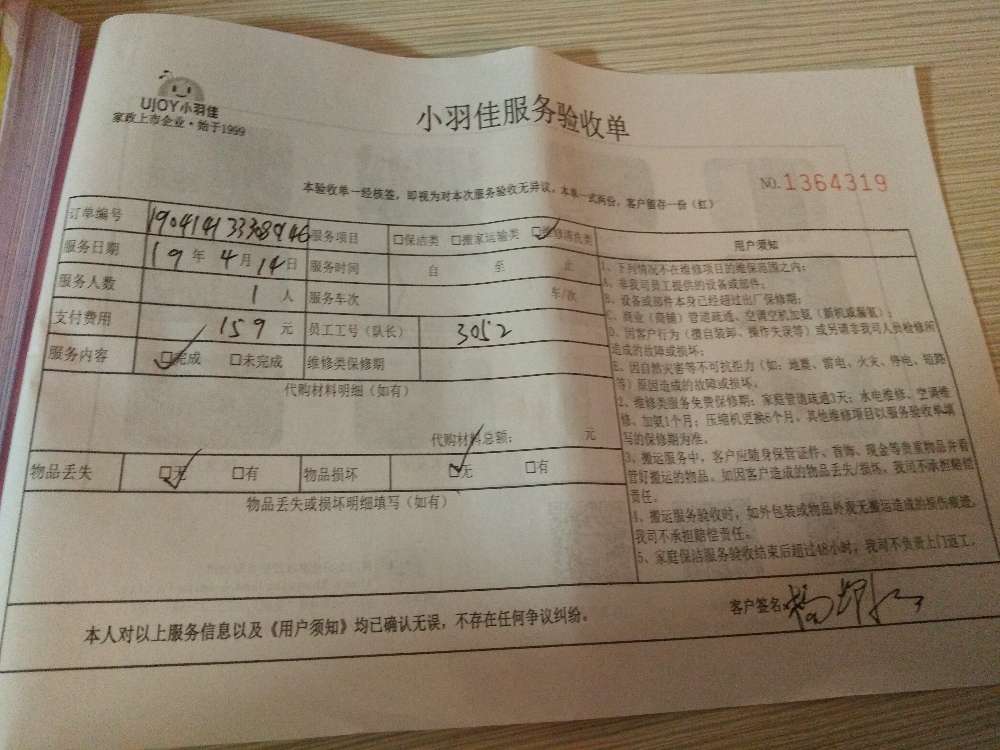 UJOY小羽佳
家政上市企业·始于1999
小羽佳服务验收单
NO. 1364319
本验收单一经核签，即视为对本次服务验收无异议，本单一式两份，客户留存一份（红）
订单编号 服务项目 □保洁类 □搬家运输类 □维修清洗类
服务日期 19年4月14日 服务时间 自 至 止
服务人数 1人 服务车次 车/次
支付费用 159元 员工工号（队长） 3052
服务内容 □完成 □未完成 维修类保修期
代购材料明细（如有）
代购材料总额： 元
物品丢失 □无 □有 物品损坏 □无 □有
物品丢失或损坏明细填写（如有）
用户须知
1、下列情况不在维修项目的维保范围之内：
A、非我司员工提供的设备或部件；
B、设备或部件本身已经超过出厂保修期；
C、商业（商铺）管道疏通、空调空机加氨（新机或漏氨）；
D、因客户行为（擅自装卸、操作失误等）或另请非我司人员检修所
造成的故障或损坏；
E、因自然灾害等不可抗拒力（如：地震、雷电、火灾、停电、短路
等）原因造成的故障或损坏。
2、维修类服务免费保修期：家庭管道疏通3天；水电维修、空调维
修、加氨1个月；压缩机更换6个月。其他维修项目以服务验收单填
写的保修期为准。
3、搬运服务中，客户应随身保管证件、首饰、现金等贵重物品并看
管好搬运的物品。如因客户造成的物品丢失/损坏，我司不承担赔偿
责任。
4、搬运服务验收时，如外包装或物品外观无搬运造成的损伤痕迹，
我司不承担赔偿责任。
5、家庭保洁服务验收结束后超过48小时，我司不负责上门返工。
本人对以上服务信息以及《用户须知》均已确认无误，不存在任何争议纠纷。
客户签名：